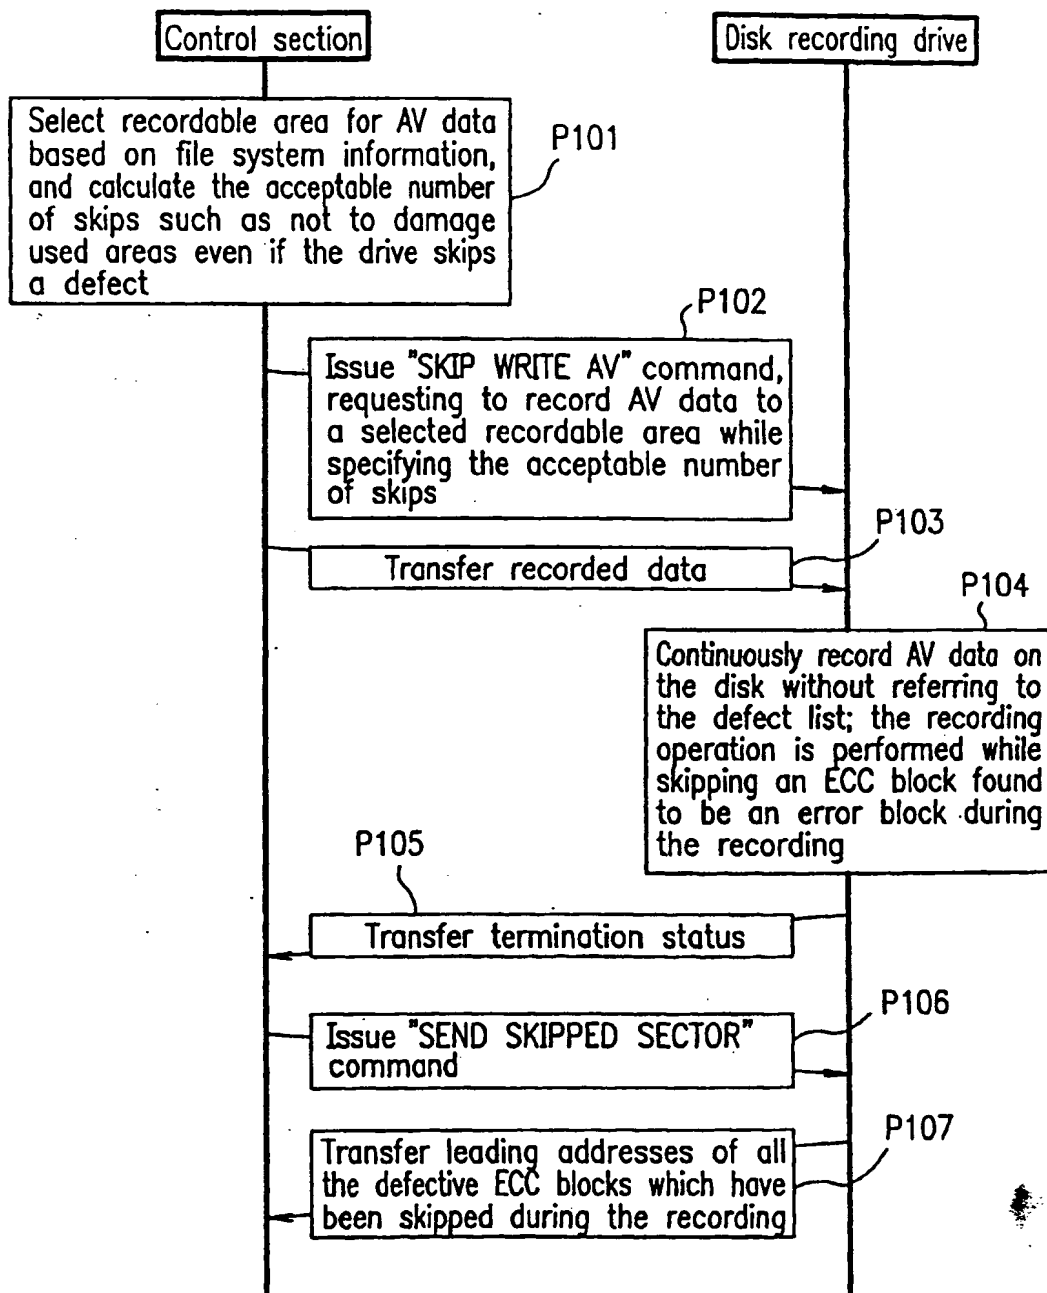 Control section
Disk recording drive
Select recordable area for AV data
based on file system information,
and calculate the acceptable number
of skips such as not to damage
used areas even if the drive skips
a defect
P101
P102
Issue "SKIP WRITE AV" command,
requesting to record AV data to
a selected recordable area while
specifying the acceptable number
of skips
P103
Transfer recorded data
P104
Continuously record AV data on
the disk without referring to
the defect list; the recording
operation is performed while
skipping an ECC block found
to be an error block during
the recording
P105
Transfer termination status
P106
Issue "SEND SKIPPED SECTOR"
command
P107
Transfer leading addresses of all
the defective ECC blocks which have
been skipped during the recording